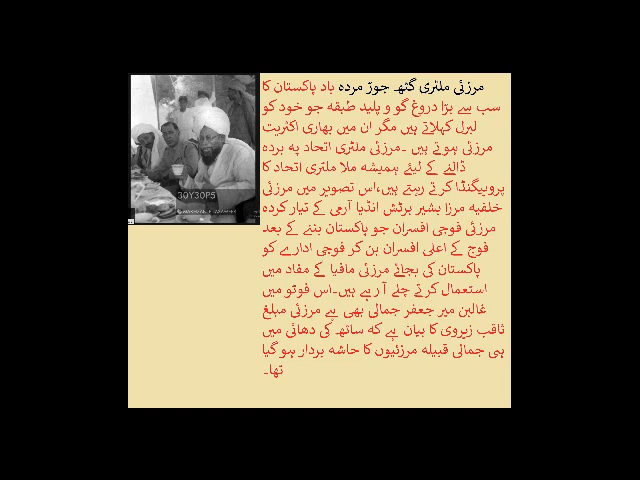 مرزئی ملٹری گٹھ جوڑ مردہ باد پاکستان کا
سب سے بڑا دروغ گو و پلید طبقہ جو خود کو
لبرل کہلاتے ہیں مگر ان میں بھاری اکثریت
مرزئی ہوتے ہیں ۔مرزئی ملٹری اتحاد پہ بردہ
ڈالنے کے لیئے ہمیشہ ملا ملٹری اتحاد کا
پروپیگنڈا کرتے رہتے ہیں،اس تصویر میں مرزئی
خلفیہ مرزا بشیر برٹش انڈیا آرمی کے تیار کردہ
مرزئی فوجی افسران جو پاکستان بننے کے بعد
فوج کے اعلی افسران بن کر فوجی ادارے کو
پاکستان کی بجائے مرزئی مافیا کے مفاد میں
استعمال کرتے چلے آرہے ہیں۔اس فوٹو میں
غالبن میر جعفر جمالی بھی ہے مرزئی مبلغ
ثاقب زیروی کا بیان ہے کہ ساٹھ کی دھائی میں
ہی جمالی قبیلہ مرزئیوں کا حاشہ بردار ہو گیا
تھا۔
30Y30P5